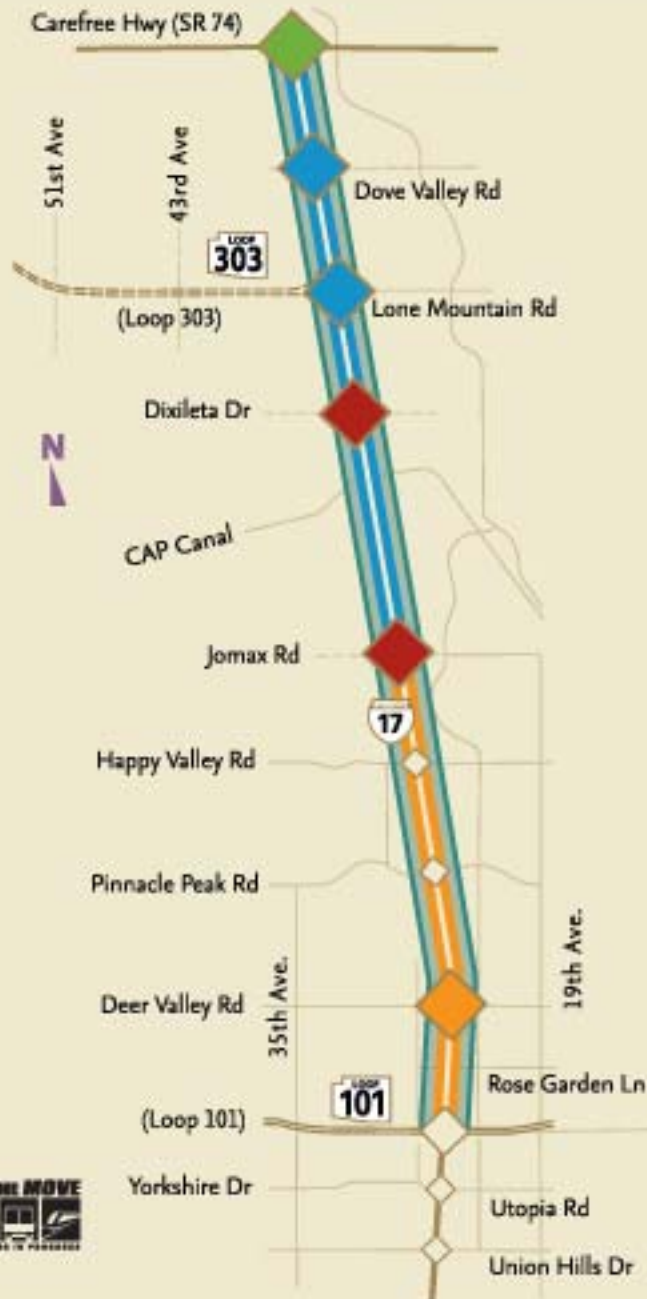 Carefree Hwy (SR 74)
51st Ave
43rd Ave
Dove Valley Rd
LOOP
303
Lone Mountain Rd
(Loop 303)
Dixileta Dr
N
CAP Canal
Jomax Rd
17
Happy Valley Rd
Pinnacle Peak Rd
35th Ave.
19th Ave.
Deer Valley Rd
Rose Garden Ln
LOOP
101
(Loop 101)
MOVE
Yorkshire Dr
Utopia Rd
Union Hills Dr